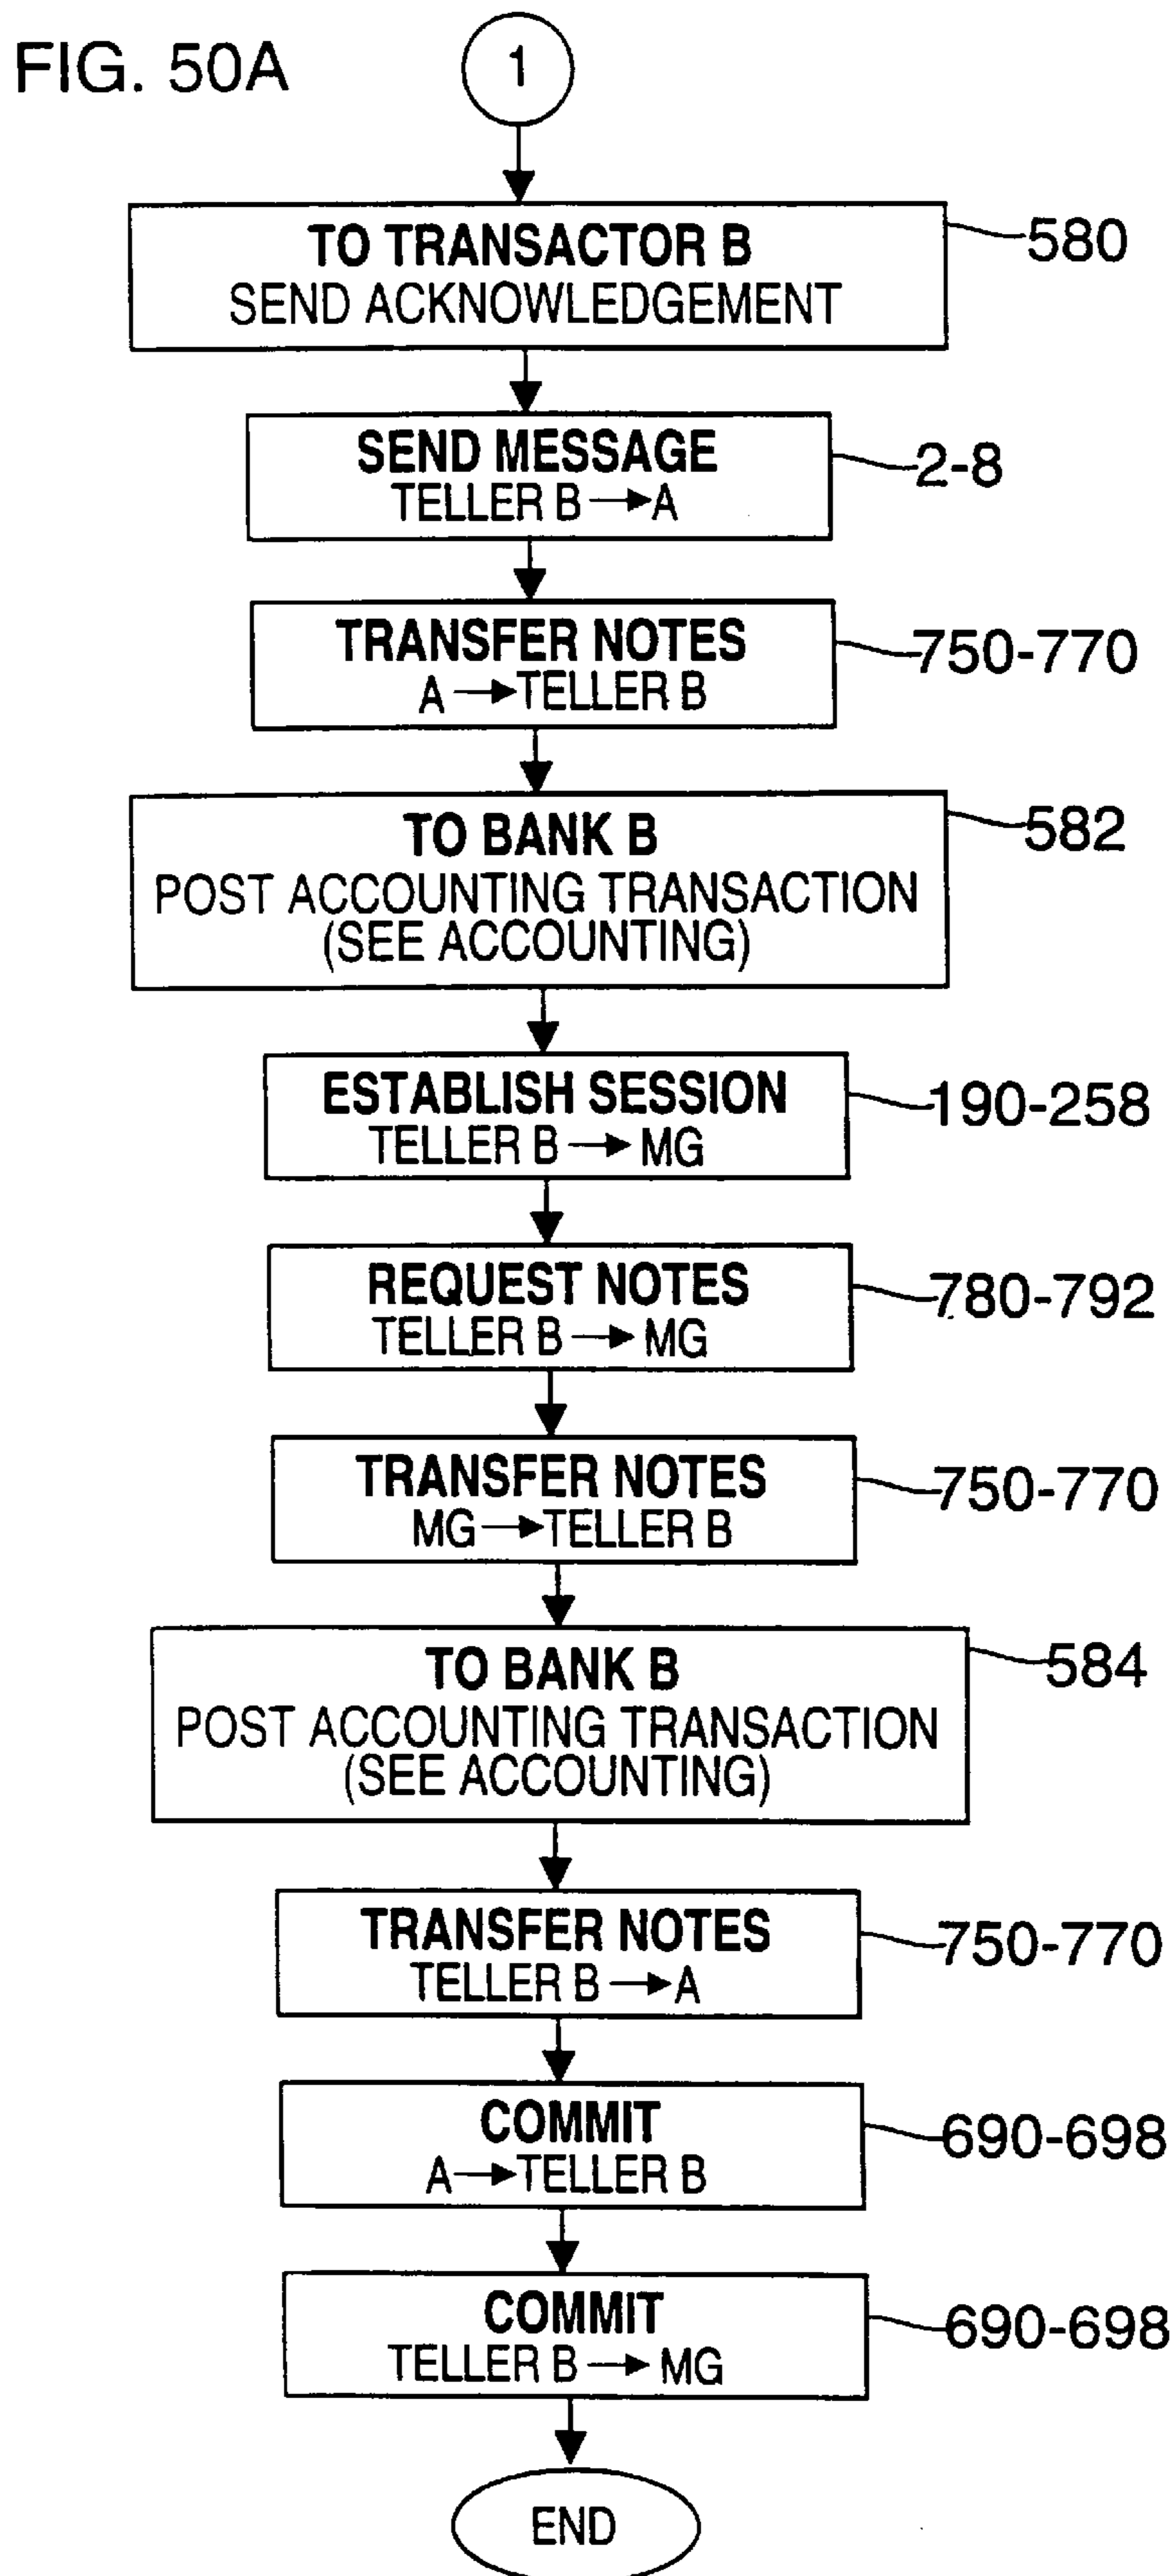 FIG. 50A
1
TO TRANSACTOR B
SEND ACKNOWLEDGEMENT
580
SEND MESSAGE
TELLER B → A
2-8
TRANSFER NOTES
A → TELLER B
750-770
TO BANK B
POST ACCOUNTING TRANSACTION
(SEE ACCOUNTING)
582
ESTABLISH SESSION
TELLER B → MG
190-258
REQUEST NOTES
TELLER B → MG
780-792
TRANSFER NOTES
MG → TELLER B
750-770
TO BANK B
POST ACCOUNTING TRANSACTION
(SEE ACCOUNTING)
584
TRANSFER NOTES
TELLER B → A
750-770
COMMIT
A → TELLER B
690-698
COMMIT
TELLER B → MG
690-698
END